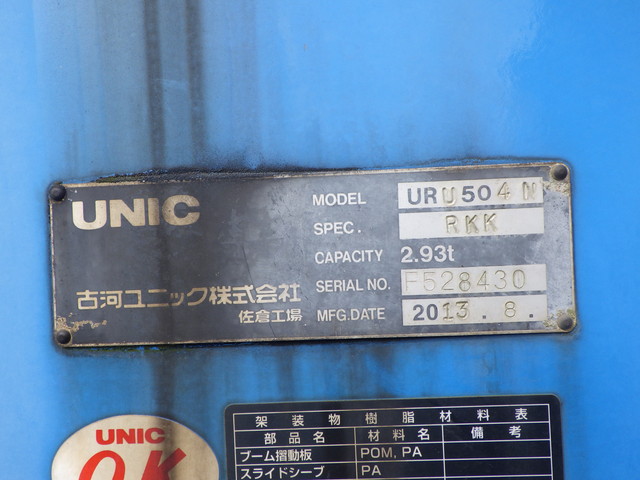 UNIC
MODEL URU504N
SPEC. RKK
CAPACITY 2.93t
SERIAL NO. F528430
MFG.DATE 2013.8.
古河ユニック株式会社
佐倉工場
UNIC
O.K
架装物樹脂材料表
部品名 材料名 備考
ブーム摺動板 POM, PA
スライドシーブ PA